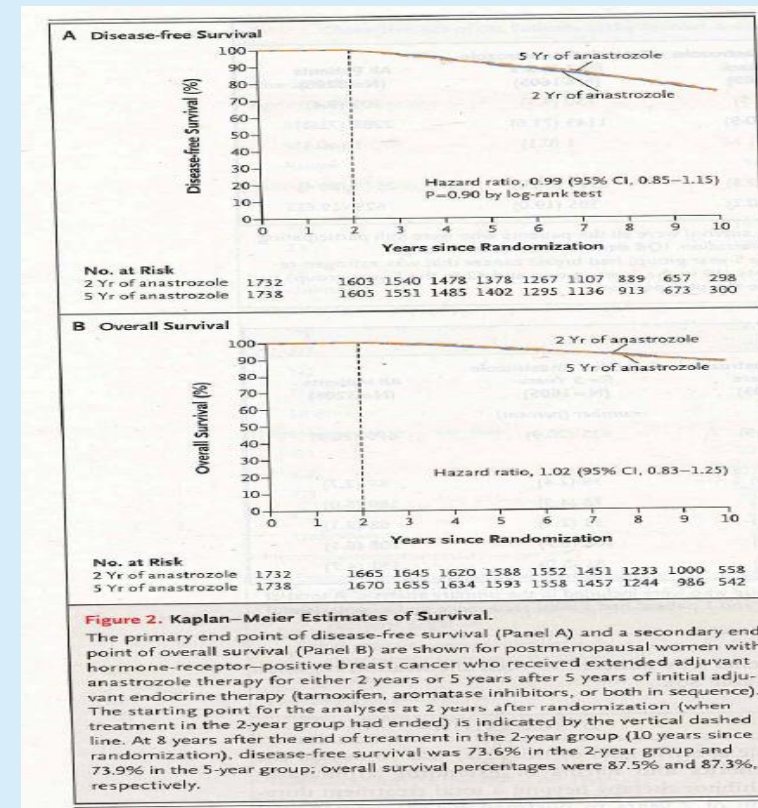 A Disease-free Survival
Disease-free Survival (%)
100
90
80
70
60
50
40
30
20
10
0
5 Yr of anastrozole
2 Yr of anastrozole
Hazard ratio, 0.99 (95% CI, 0.85–1.15)
P=0.90 by log-rank test
0 1 2 3 4 5 6 7 8 9 10
Years since Randomization
No. at Risk
2 Yr of anastrozole 1732 1603 1540 1478 1378 1267 1107 889 657 298
5 Yr of anastrozole 1738 1605 1551 1485 1402 1295 1136 913 673 300
B Overall Survival
Overall Survival (%)
100
90
80
70
60
50
40
30
20
10
0
2 Yr of anastrozole
5 Yr of anastrozole
Hazard ratio, 1.02 (95% CI, 0.83–1.25)
0 1 2 3 4 5 6 7 8 9 10
Years since Randomization
No. at Risk
2 Yr of anastrozole 1732 1665 1645 1620 1588 1552 1451 1233 1000 558
5 Yr of anastrozole 1738 1670 1655 1634 1593 1558 1457 1244 986 542
Figure 2. Kaplan–Meier Estimates of Survival.
The primary end point of disease-free survival (Panel A) and a secondary end
point of overall survival (Panel B) are shown for postmenopausal women with
hormone-receptor–positive breast cancer who received extended adjuvant
anastrozole therapy for either 2 years or 5 years after 5 years of initial adju-
vant endocrine therapy (tamoxifen, aromatase inhibitors, or both in sequence).
The starting point for the analyses at 2 years after randomization (when
treatment in the 2-year group had ended) is indicated by the vertical dashed
line. At 8 years after the end of treatment in the 2-year group (10 years since
randomization), disease-free survival was 73.6% in the 2-year group and
73.9% in the 5-year group; overall survival percentages were 87.5% and 87.3%,
respectively.